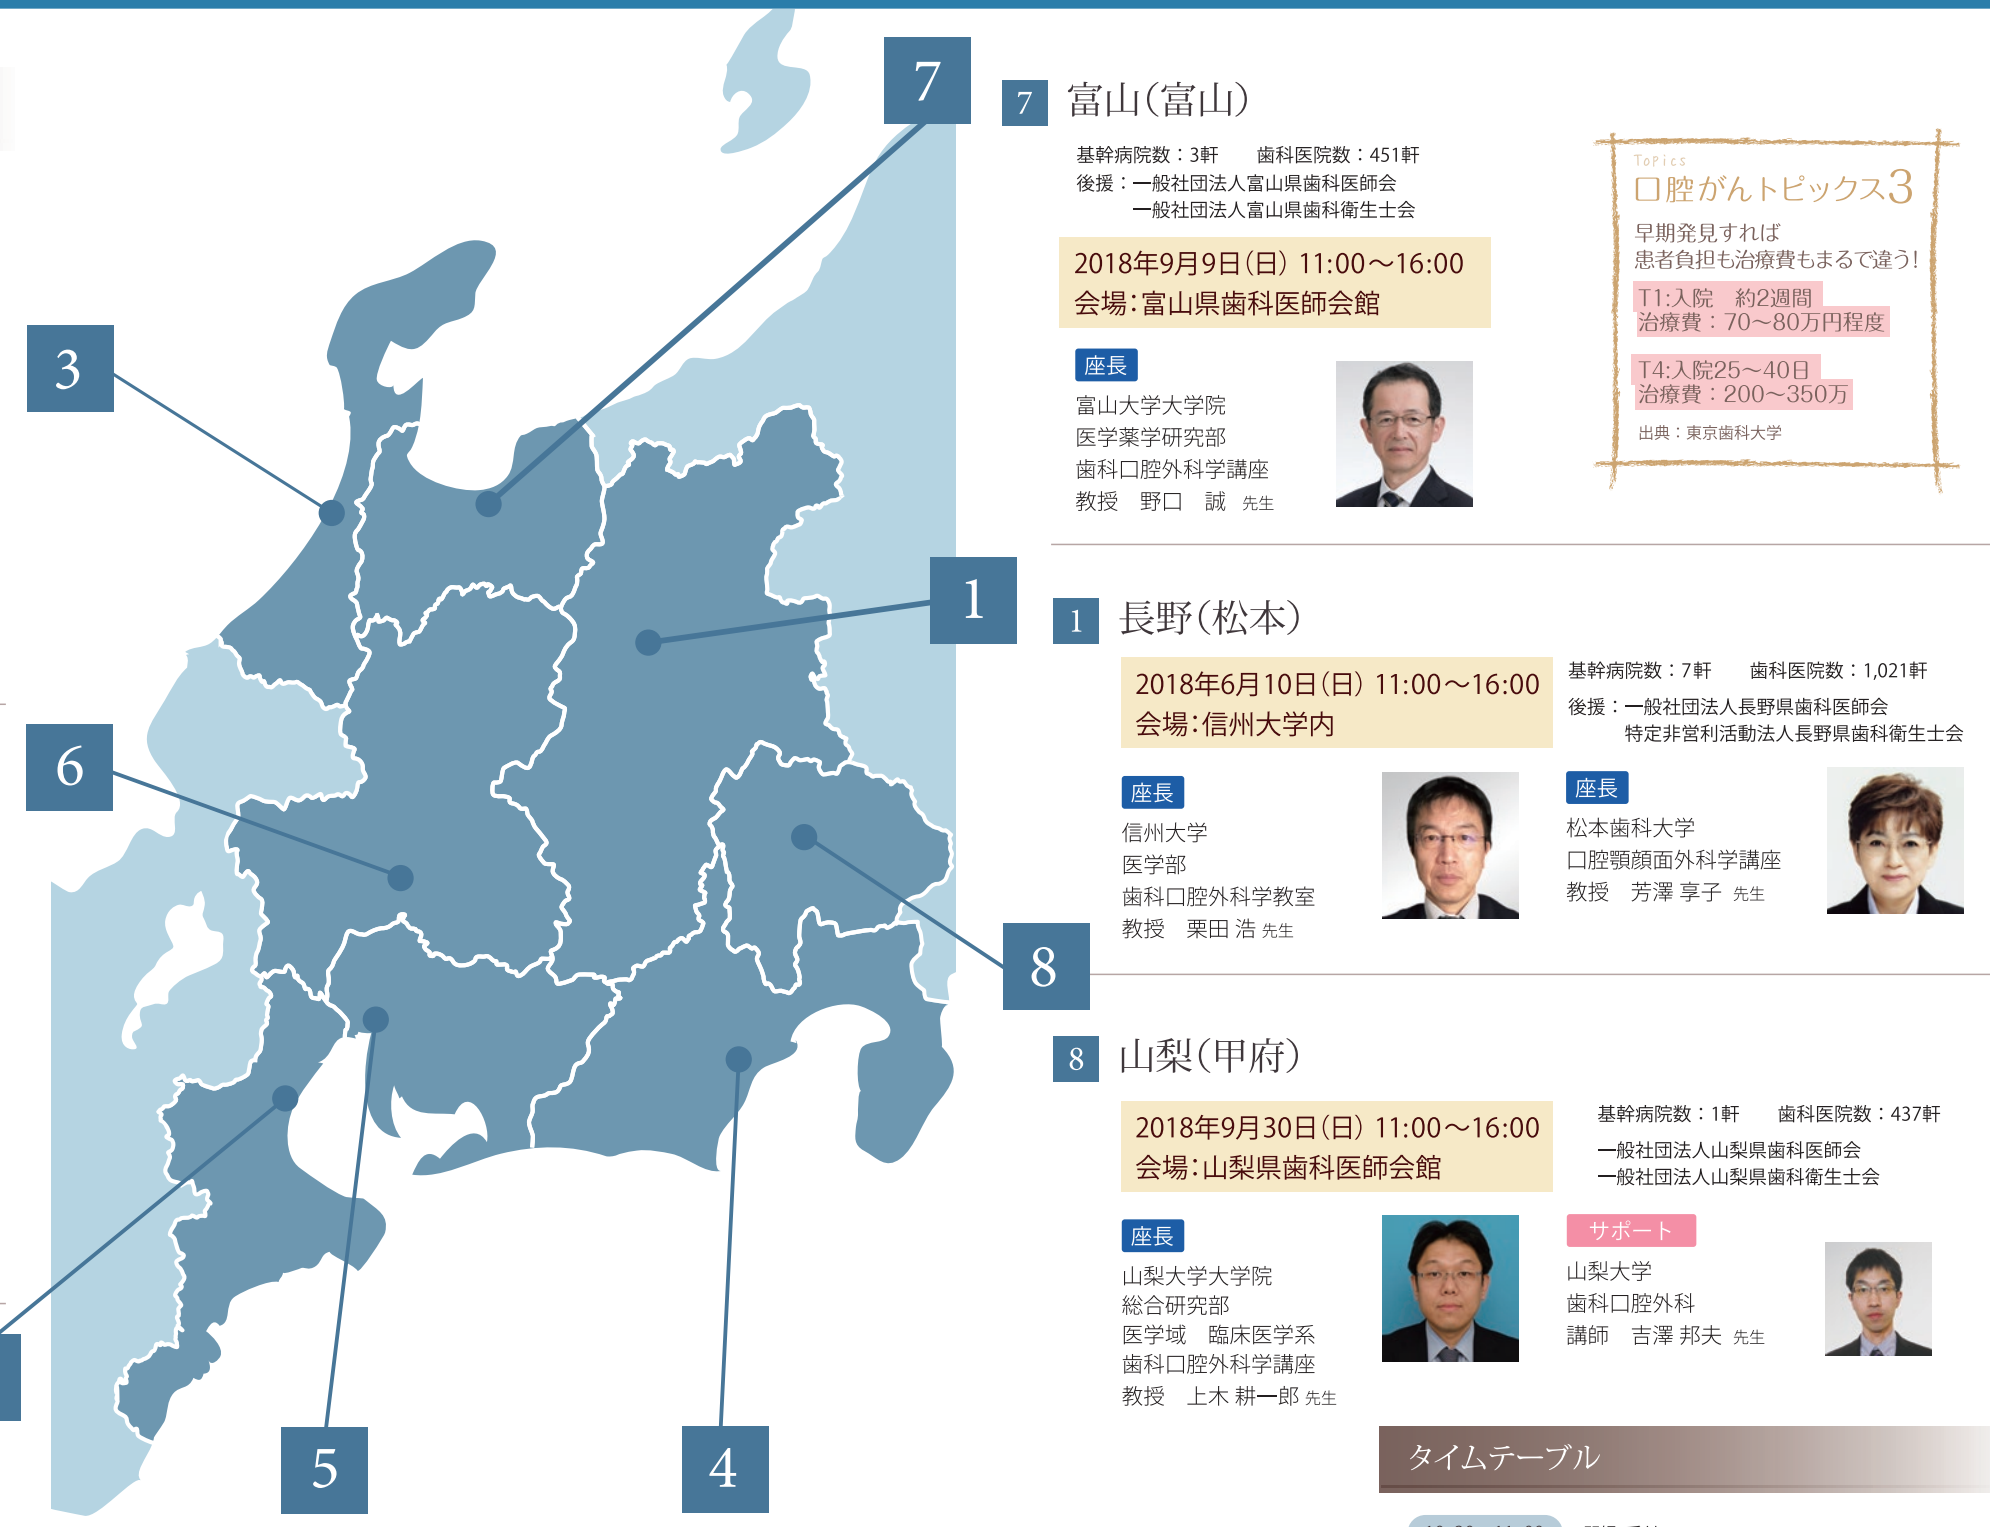 7
3
1
6
8
5
4
7 富山(富山)
基幹病院数：3軒　歯科医院数：451軒
後援：一般社団法人富山県歯科医師会
一般社団法人富山県歯科衛生士会
2018年9月9日(日) 11:00〜16:00
会場：富山県歯科医師会館
座長
富山大学大学院
医学薬学研究部
歯科口腔外科学講座
教授　野口　誠　先生
Topics
口腔がんトピックス3
早期発見すれば
患者負担も治療費もまるで違う！
T1:入院　約2週間
治療費：70〜80万円程度
T4:入院25〜40日
治療費：200〜350万
出典：東京歯科大学
1 長野(松本)
2018年6月10日(日) 11:00〜16:00
会場：信州大学内
基幹病院数：7軒　歯科医院数：1,021軒
後援：一般社団法人長野県歯科医師会
特定非営利活動法人長野県歯科衛生士会
座長
信州大学
医学部
歯科口腔外科学教室
教授　栗田 浩 先生
座長
松本歯科大学
口腔顎顔面外科学講座
教授　芳澤 享子 先生
8 山梨(甲府)
2018年9月30日(日) 11:00〜16:00
会場：山梨県歯科医師会館
基幹病院数：1軒　歯科医院数：437軒
一般社団法人山梨県歯科医師会
一般社団法人山梨県歯科衛生士会
座長
山梨大学大学院
総合研究部
医学域　臨床医学系
歯科口腔外科学講座
教授　上木 耕一郎 先生
サポート
山梨大学
歯科口腔外科
講師　吉澤 邦夫 先生
タイムテーブル